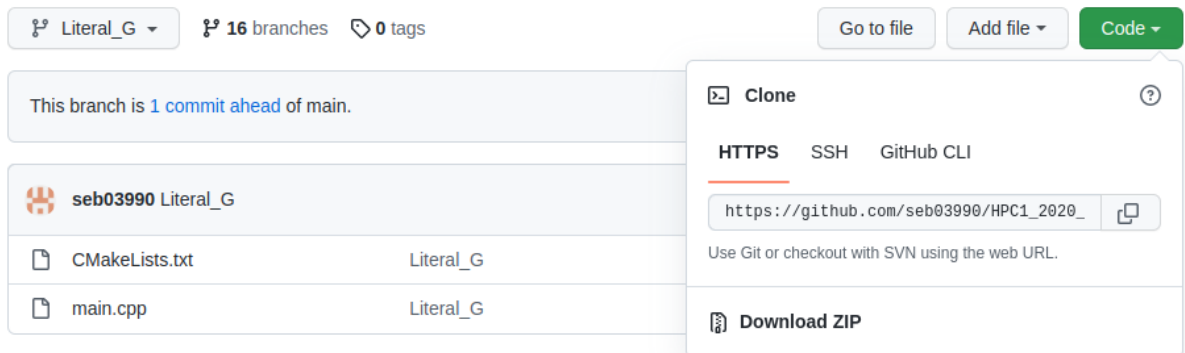 Literal_G 16 branches 0 tags Go to file Add file Code
This branch is 1 commit ahead of main.
Clone
HTTPS SSH GitHub CLI
https://github.com/seb03990/HPC1_2020_
Use Git or checkout with SVN using the web URL.
Download ZIP
seb03990 Literal_G
CMakeLists.txt Literal_G
main.cpp Literal_G